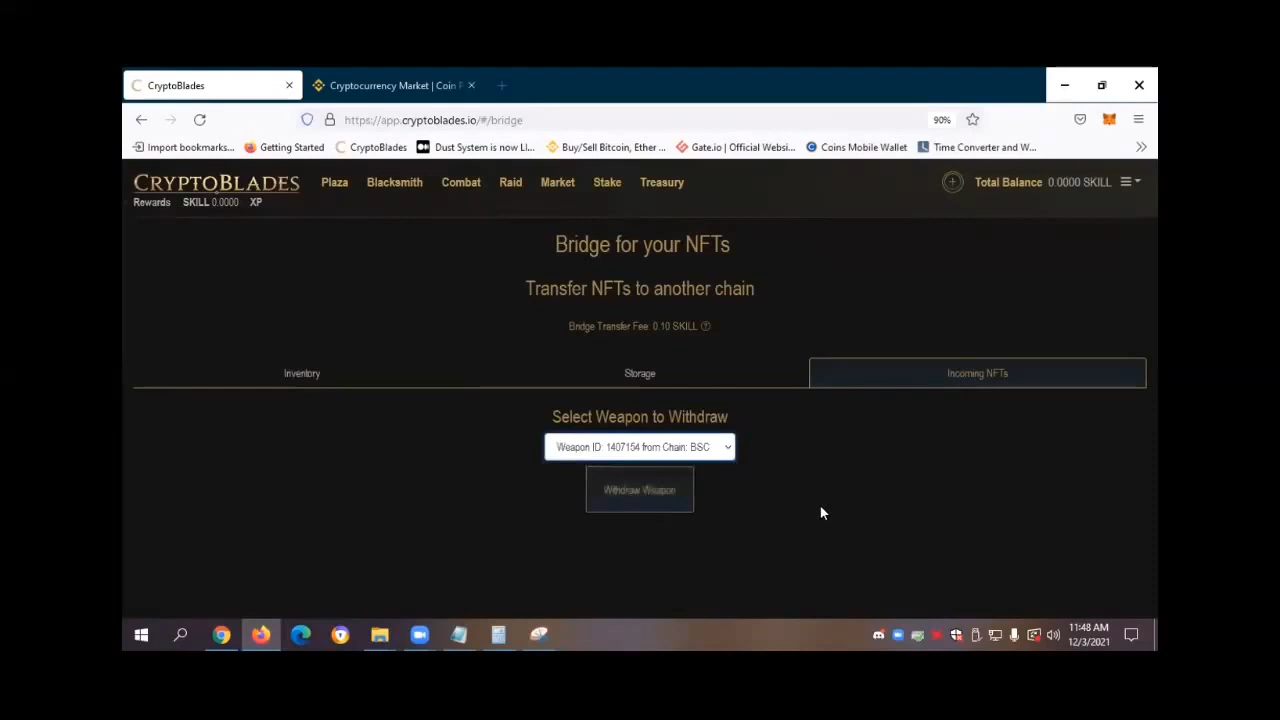 CryptoBlades
Cryptocurrency Market | Coin P
https://app.cryptoblades.io/#/bridge
90%
Import bookmarks...
Getting Started
CryptoBlades
Dust System is now LI...
Buy/Sell Bitcoin, Ether ...
Gate.io | Official Websi...
Coins Mobile Wallet
Time Converter and W...
CRYPTOBLADES
Plaza
Blacksmith
Combat
Raid
Market
Stake
Treasury
Total Balance 0.0000 SKILL
Rewards SKILL 0.0000 XP
Bridge for your NFTs
Transfer NFTs to another chain
Bridge Transfer Fee: 0.10 SKILL
Inventory
Storage
Incoming NFTs
Select Weapon to Withdraw
Weapon ID: 1407154 from Chain: BSC
Withdraw Weapon
11:48 AM
12/3/2021